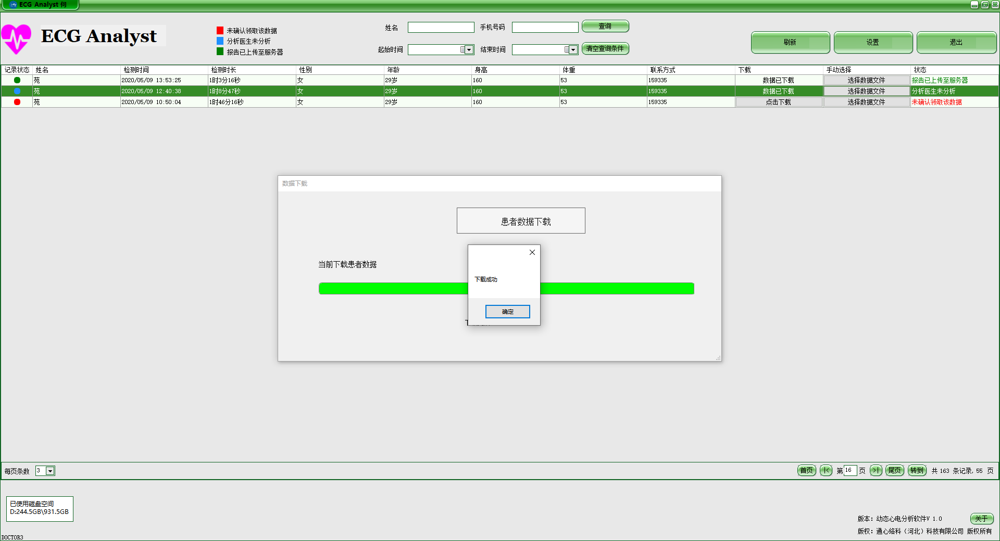 ECG Analyst 何
ECG Analyst
未确认领取该数据
分析医生未分析
报告已上传至服务器
姓名 手机号码 查询
起始时间 结束时间 清空查询条件
刷新 设置 退出
记录状态 姓名 检测时间 检测时长 性别 年龄 身高 体重 联系方式 下载 手动选择 状态
苑 2020/05/09 13:53:25 1时3分16秒 女 29岁 160 53 159335 数据已下载 选择数据文件 报告已上传至服务器
苑 2020/05/09 12:40:38 1时8分47秒 女 29岁 160 53 159335 数据已下载 选择数据文件 分析医生未分析
苑 2020/05/09 10:50:04 1时46分16秒 女 29岁 160 53 159335 点击下载 选择数据文件 未确认领取该数据
数据下载
患者数据下载
当前下载患者数据
下载成功
确定
每页条数 3
首页 第 16 页 尾页 转到 共 163 条记录, 55 页
已使用磁盘空间
D:244.5GB\931.5GB
版本：动态心电分析软件V 1.0 关于
版权：通心络科（河北）科技有限公司 版权所有
DOCTOR3